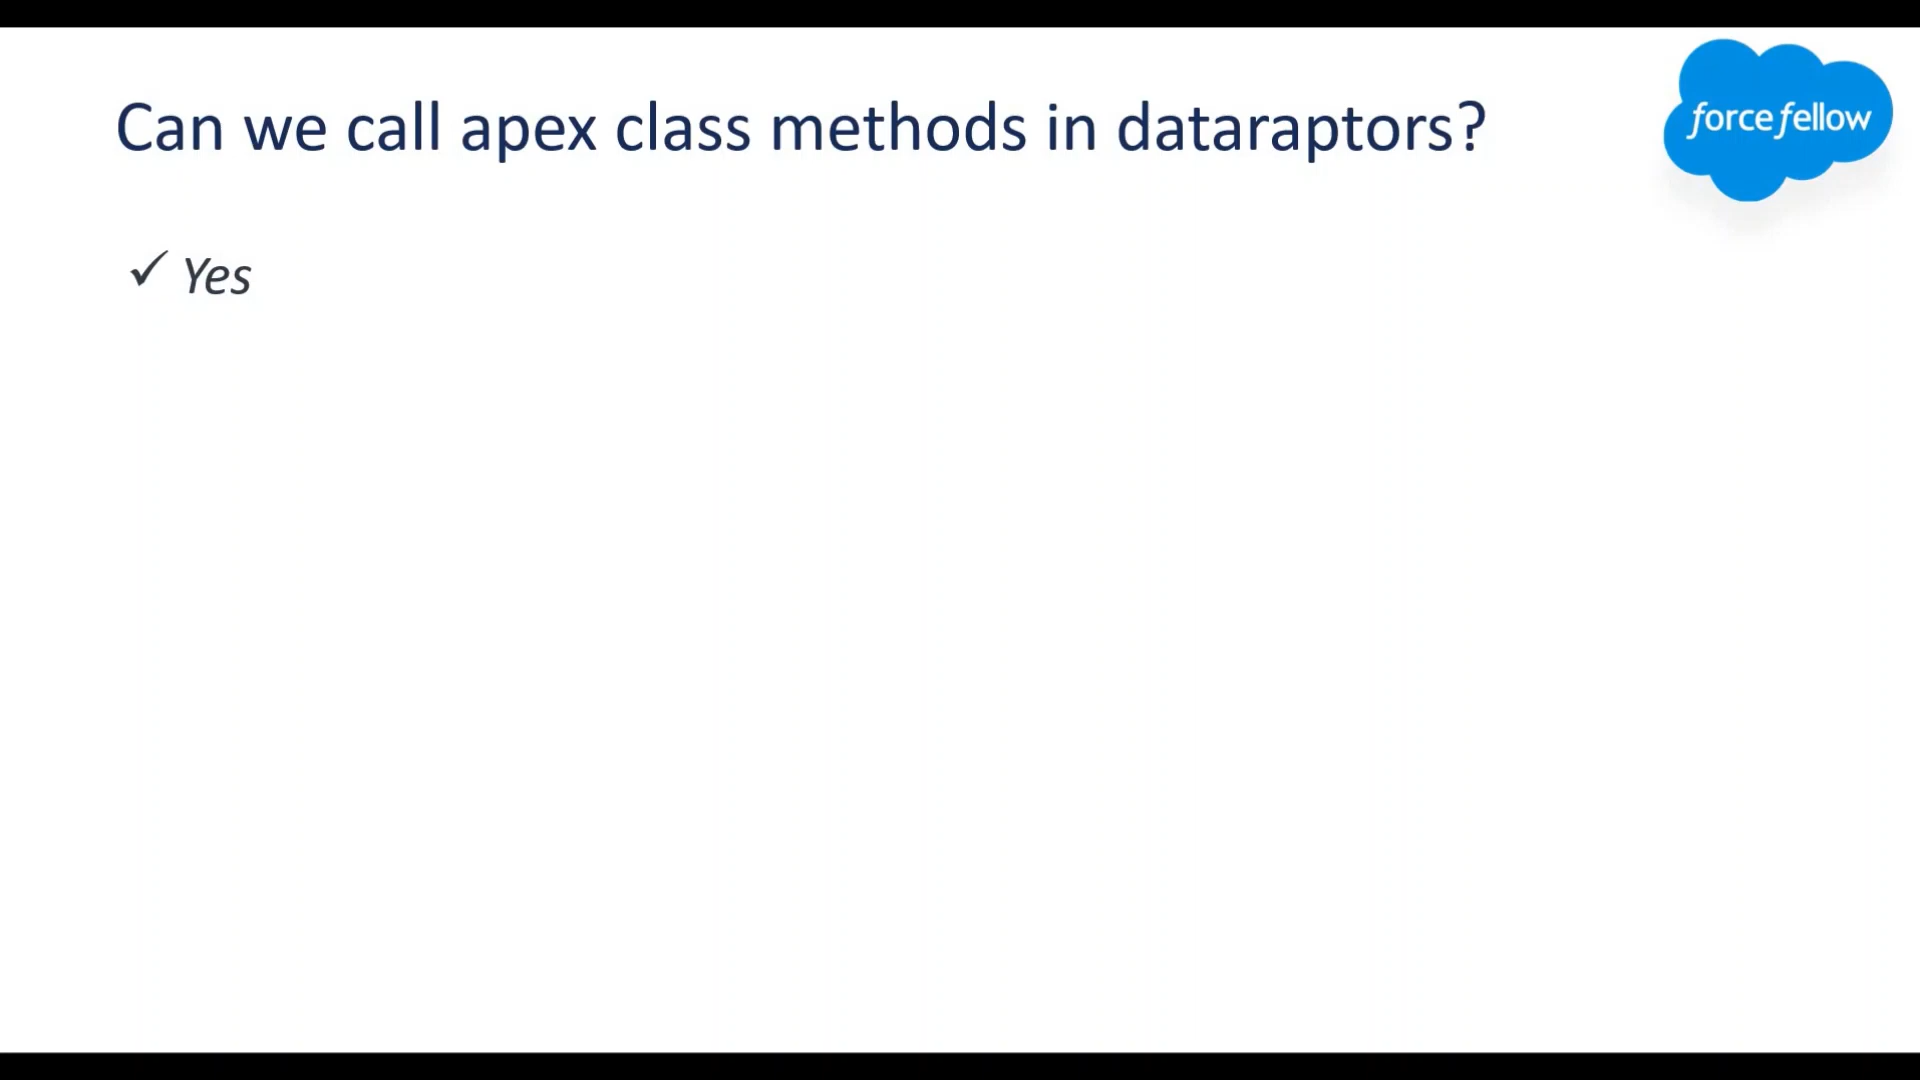 Can we call apex class methods in dataraptors?
force fellow
✓ Yes